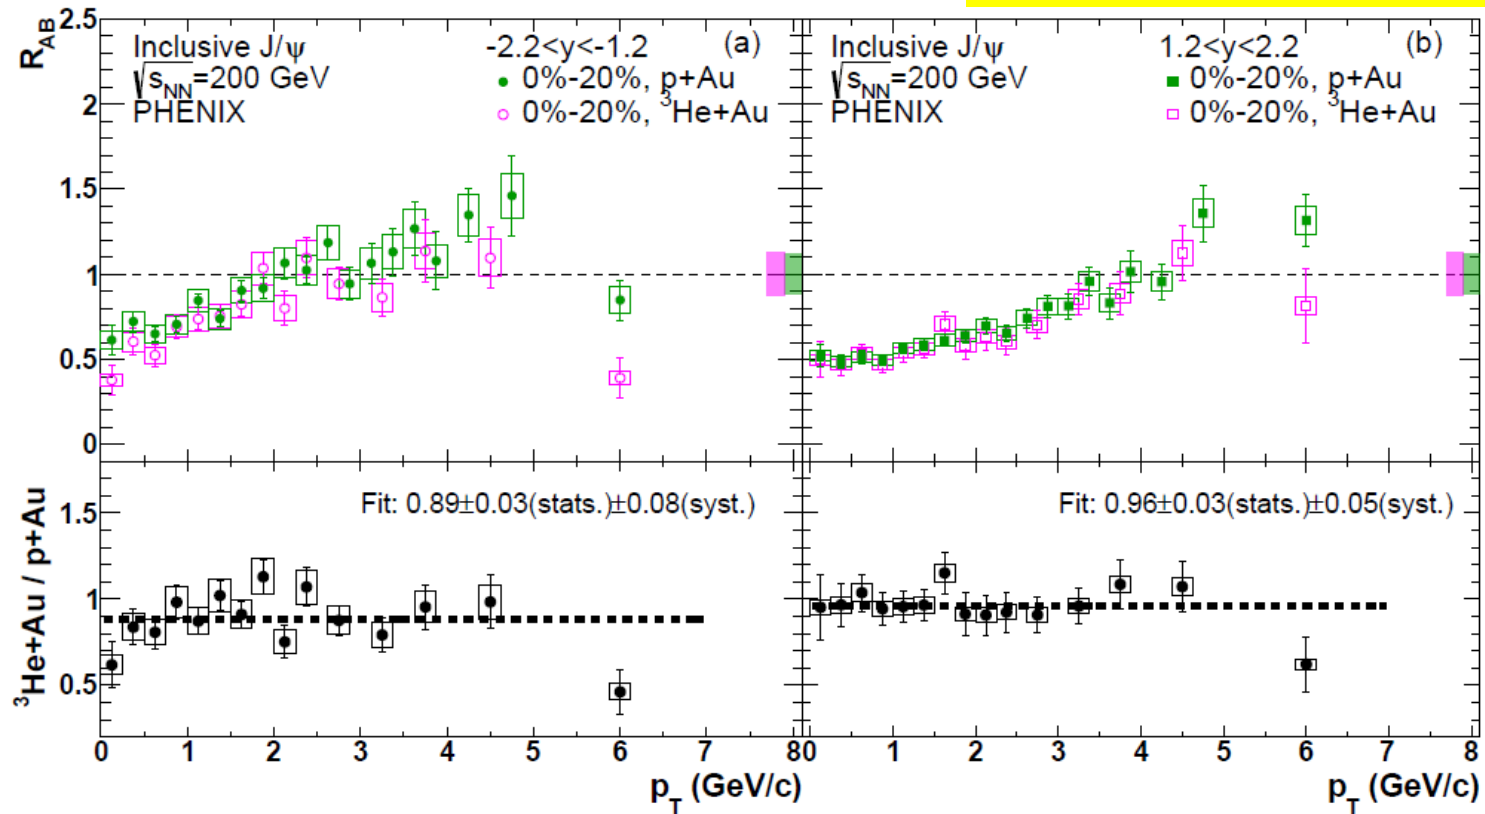 R_AB
2.5
2
1.5
1
0.5
0
Inclusive J/ψ
√s_NN=200 GeV
PHENIX
-2.2<y<-1.2
(a)
0%-20%, p+Au
0%-20%, ³He+Au
Inclusive J/ψ
√s_NN=200 GeV
PHENIX
1.2<y<2.2
(b)
0%-20%, p+Au
0%-20%, ³He+Au
³He+Au / p+Au
1.5
1
0.5
Fit: 0.89±0.03(stats.)±0.08(syst.)
Fit: 0.96±0.03(stats.)±0.05(syst.)
0 1 2 3 4 5 6 7 8
0 1 2 3 4 5 6 7 8
p_T (GeV/c)
p_T (GeV/c)